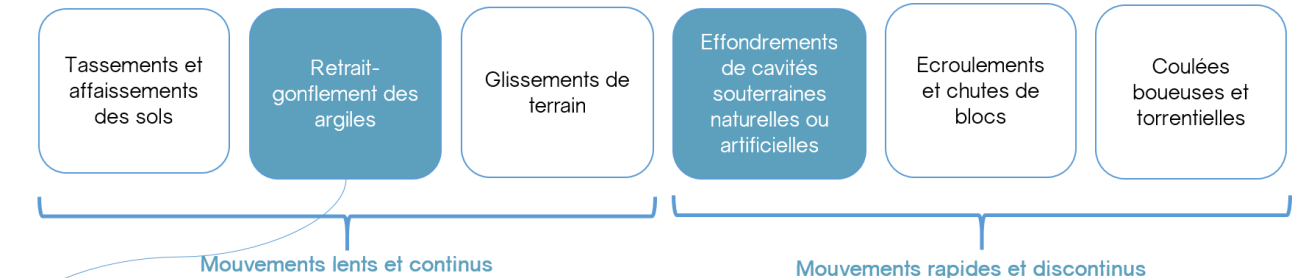 Tassements et
affaissements
des sols
Retrait-
gonflement des
argiles
Glissements de
terrain
Effondrements
de cavités
souterraines
naturelles ou
artificielles
Ecroulements
et chutes de
blocs
Coulées
boueuses et
torrentielles
Mouvements lents et continus
Mouvements rapides et discontinus